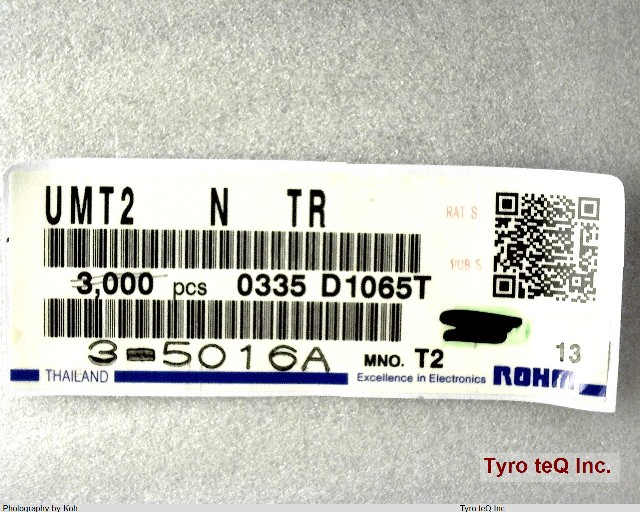 UMT2 N TR
RAT S
3,000 pcs 0335 D1065T
PUB S
3-5016A MNO. T2 13
THAILAND Excellence in Electronics ROHM
Tyro teQ Inc.
Photography by Koh Tyro teQ Inc